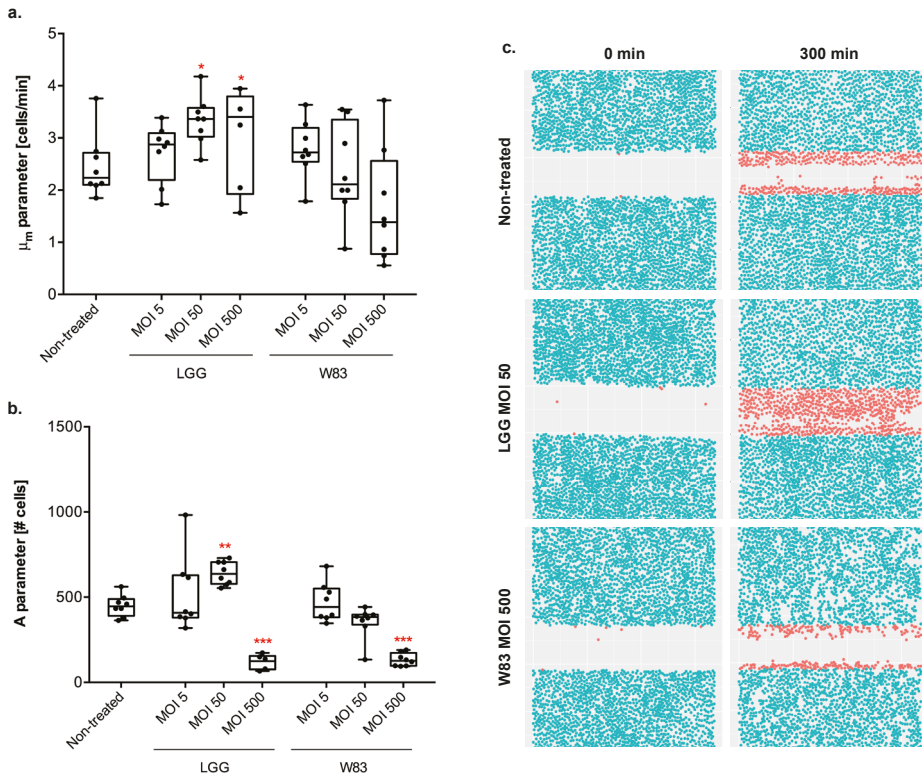 a.
μm parameter [cells/min]
5
4
3
2
1
0
*
*
Non-treated
MOI 5
MOI 50
MOI 500
MOI 5
MOI 50
MOI 500
LGG
W83
b.
A parameter [# cells]
1500
1000
500
0
**
***
***
Non-treated
MOI 5
MOI 50
MOI 500
MOI 5
MOI 50
MOI 500
LGG
W83
c.
0 min
300 min
Non-treated
LGG MOI 50
W83 MOI 500